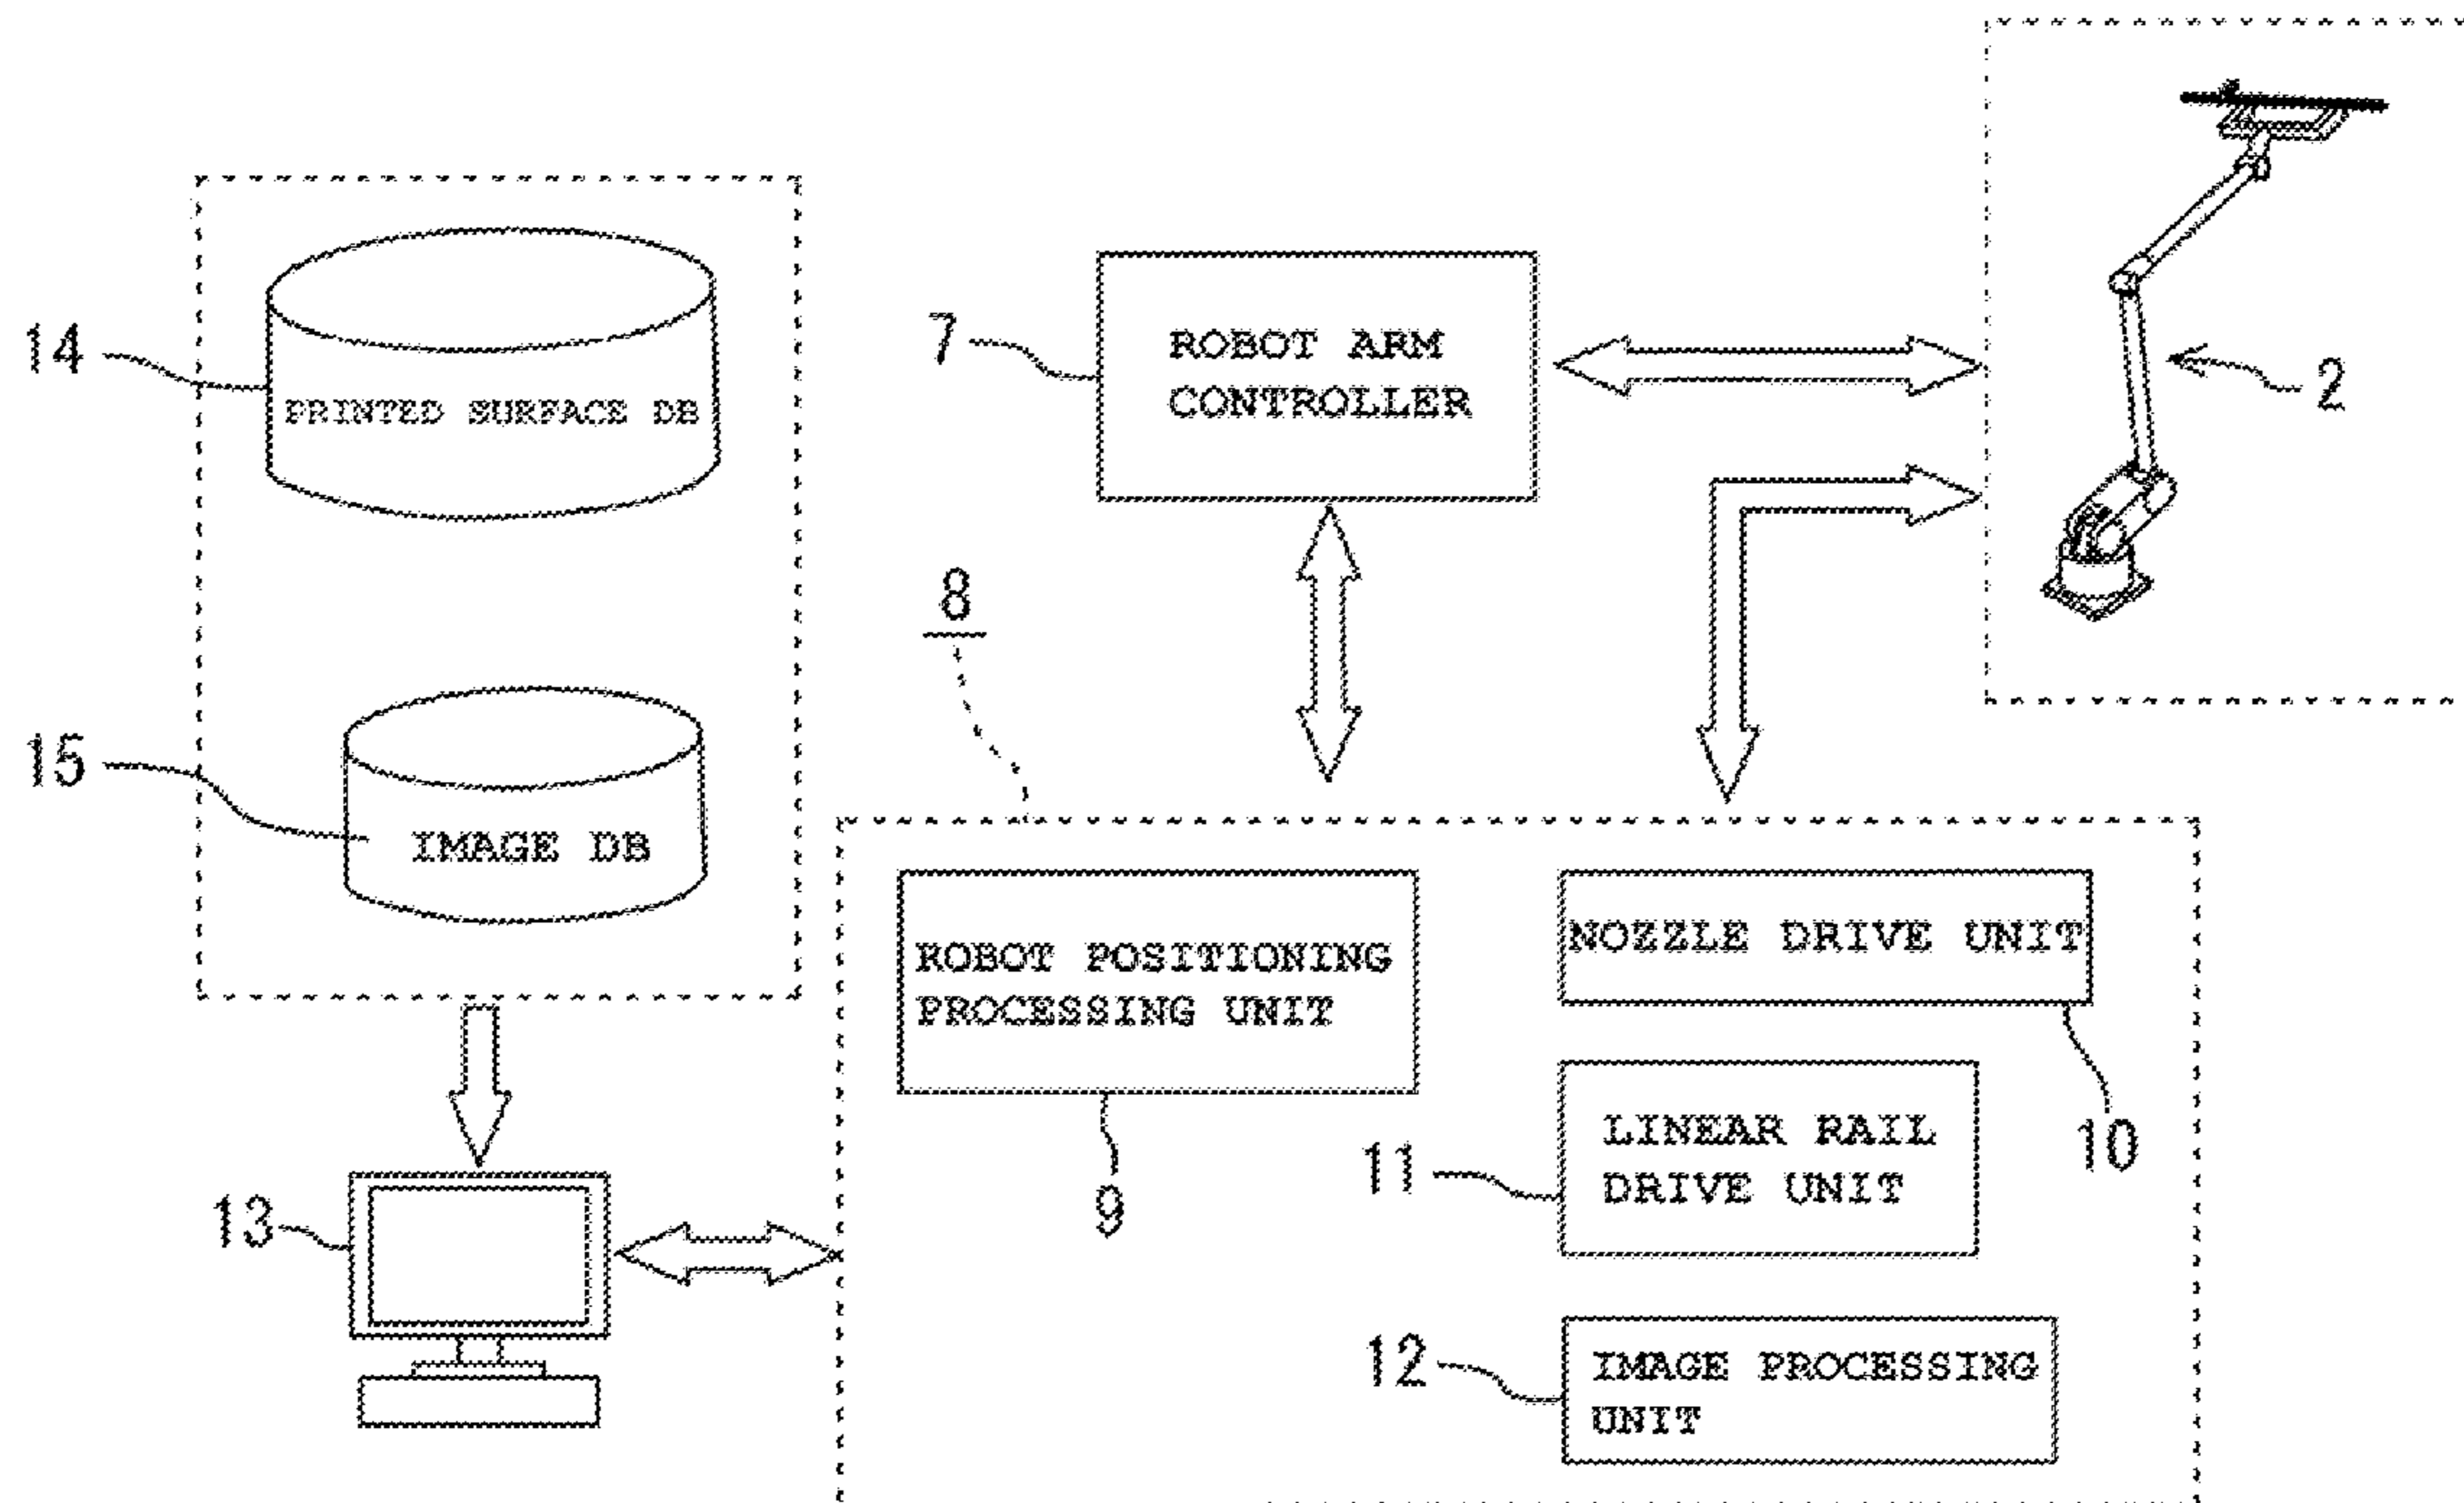 14
PRINTED SURFACE DB
15
IMAGE DB
13
7
ROBOT ARM
CONTROLLER
2
8
ROBOT POSITIONING
PROCESSING UNIT
9
NOZZLE DRIVE UNIT
10
11
LINEAR RAIL
DRIVE UNIT
12
IMAGE PROCESSING
UNIT